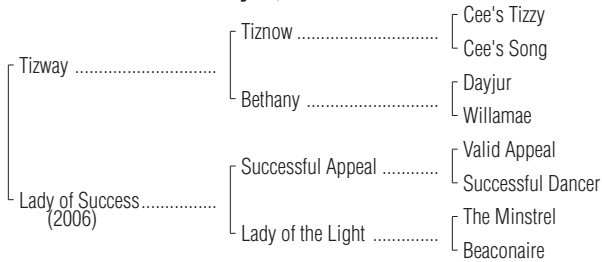 Cee's Tizzy
Tiznow ...........................
Cee's Song
Tizway ...........................
Dayjur
Bethany .........................
Willamae
Valid Appeal
Successful Appeal ...........
Successful Dancer
Lady of Success...............
(2006)
The Minstrel
Lady of the Light .............
Beaconaire